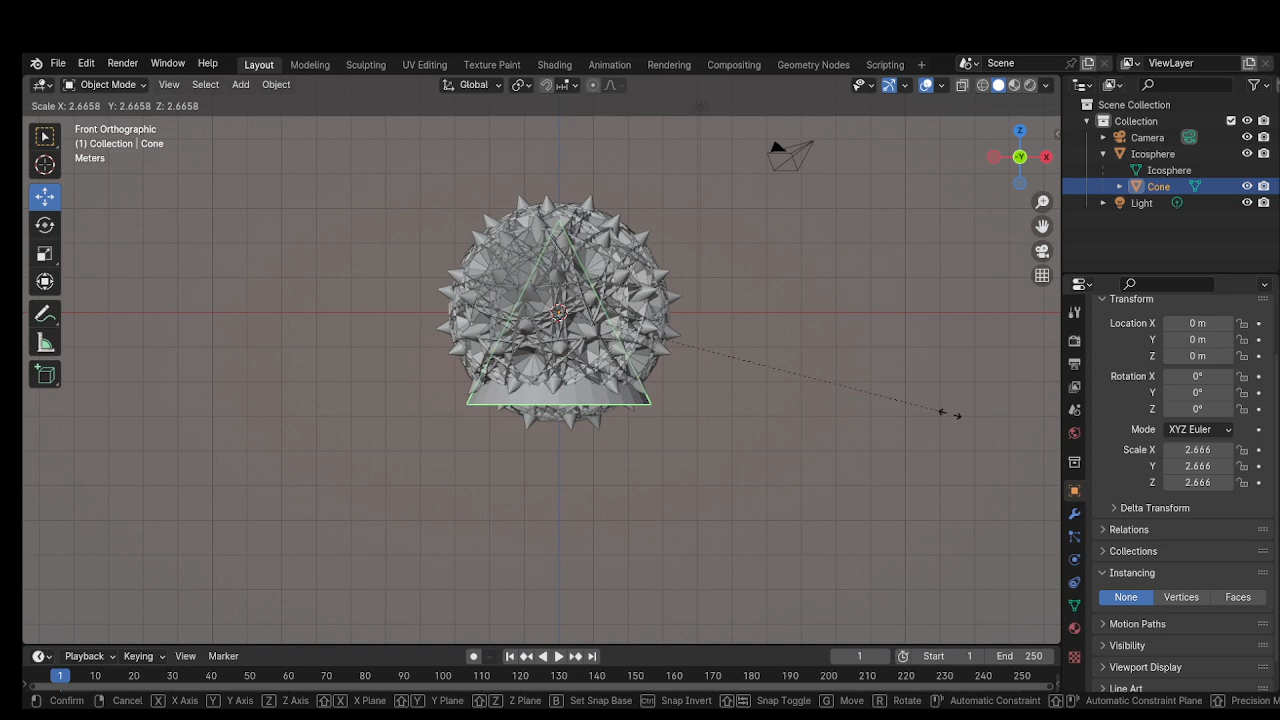 File Edit Render Window Help Layout Modeling Sculpting UV Editing Texture Paint Shading Animation Rendering Compositing Geometry Nodes Scripting + Scene ViewLayer
Object Mode View Select Add Object Global
Scale X: 2.6658 Y: 2.6658 Z: 2.6658
Front Orthographic
(1) Collection | Cone
Meters
Z
-Y
X
Scene Collection
Collection
Camera
Icosphere
Icosphere
Cone
Light
Transform
Location X 0 m
Y 0 m
Z 0 m
Rotation X 0°
Y 0°
Z 0°
Mode XYZ Euler
Scale X 2.666
Y 2.666
Z 2.666
Delta Transform
Relations
Collections
Instancing
None Vertices Faces
Motion Paths
Visibility
Viewport Display
Line Art
Playback Keying View Marker 1 Start 1 End 250
1 10 20 30 40 50 60 70 80 90 100 110 120 130 140 150 160 170 180 190 200 210 220 230 240 250
Confirm Cancel X X Axis Y Y Axis Z Z Axis X X Plane Y Y Plane Z Z Plane B Set Snap Base Ctrl Snap Invert Snap Toggle G Move R Rotate Automatic Constraint Automatic Constraint Plane Precision M